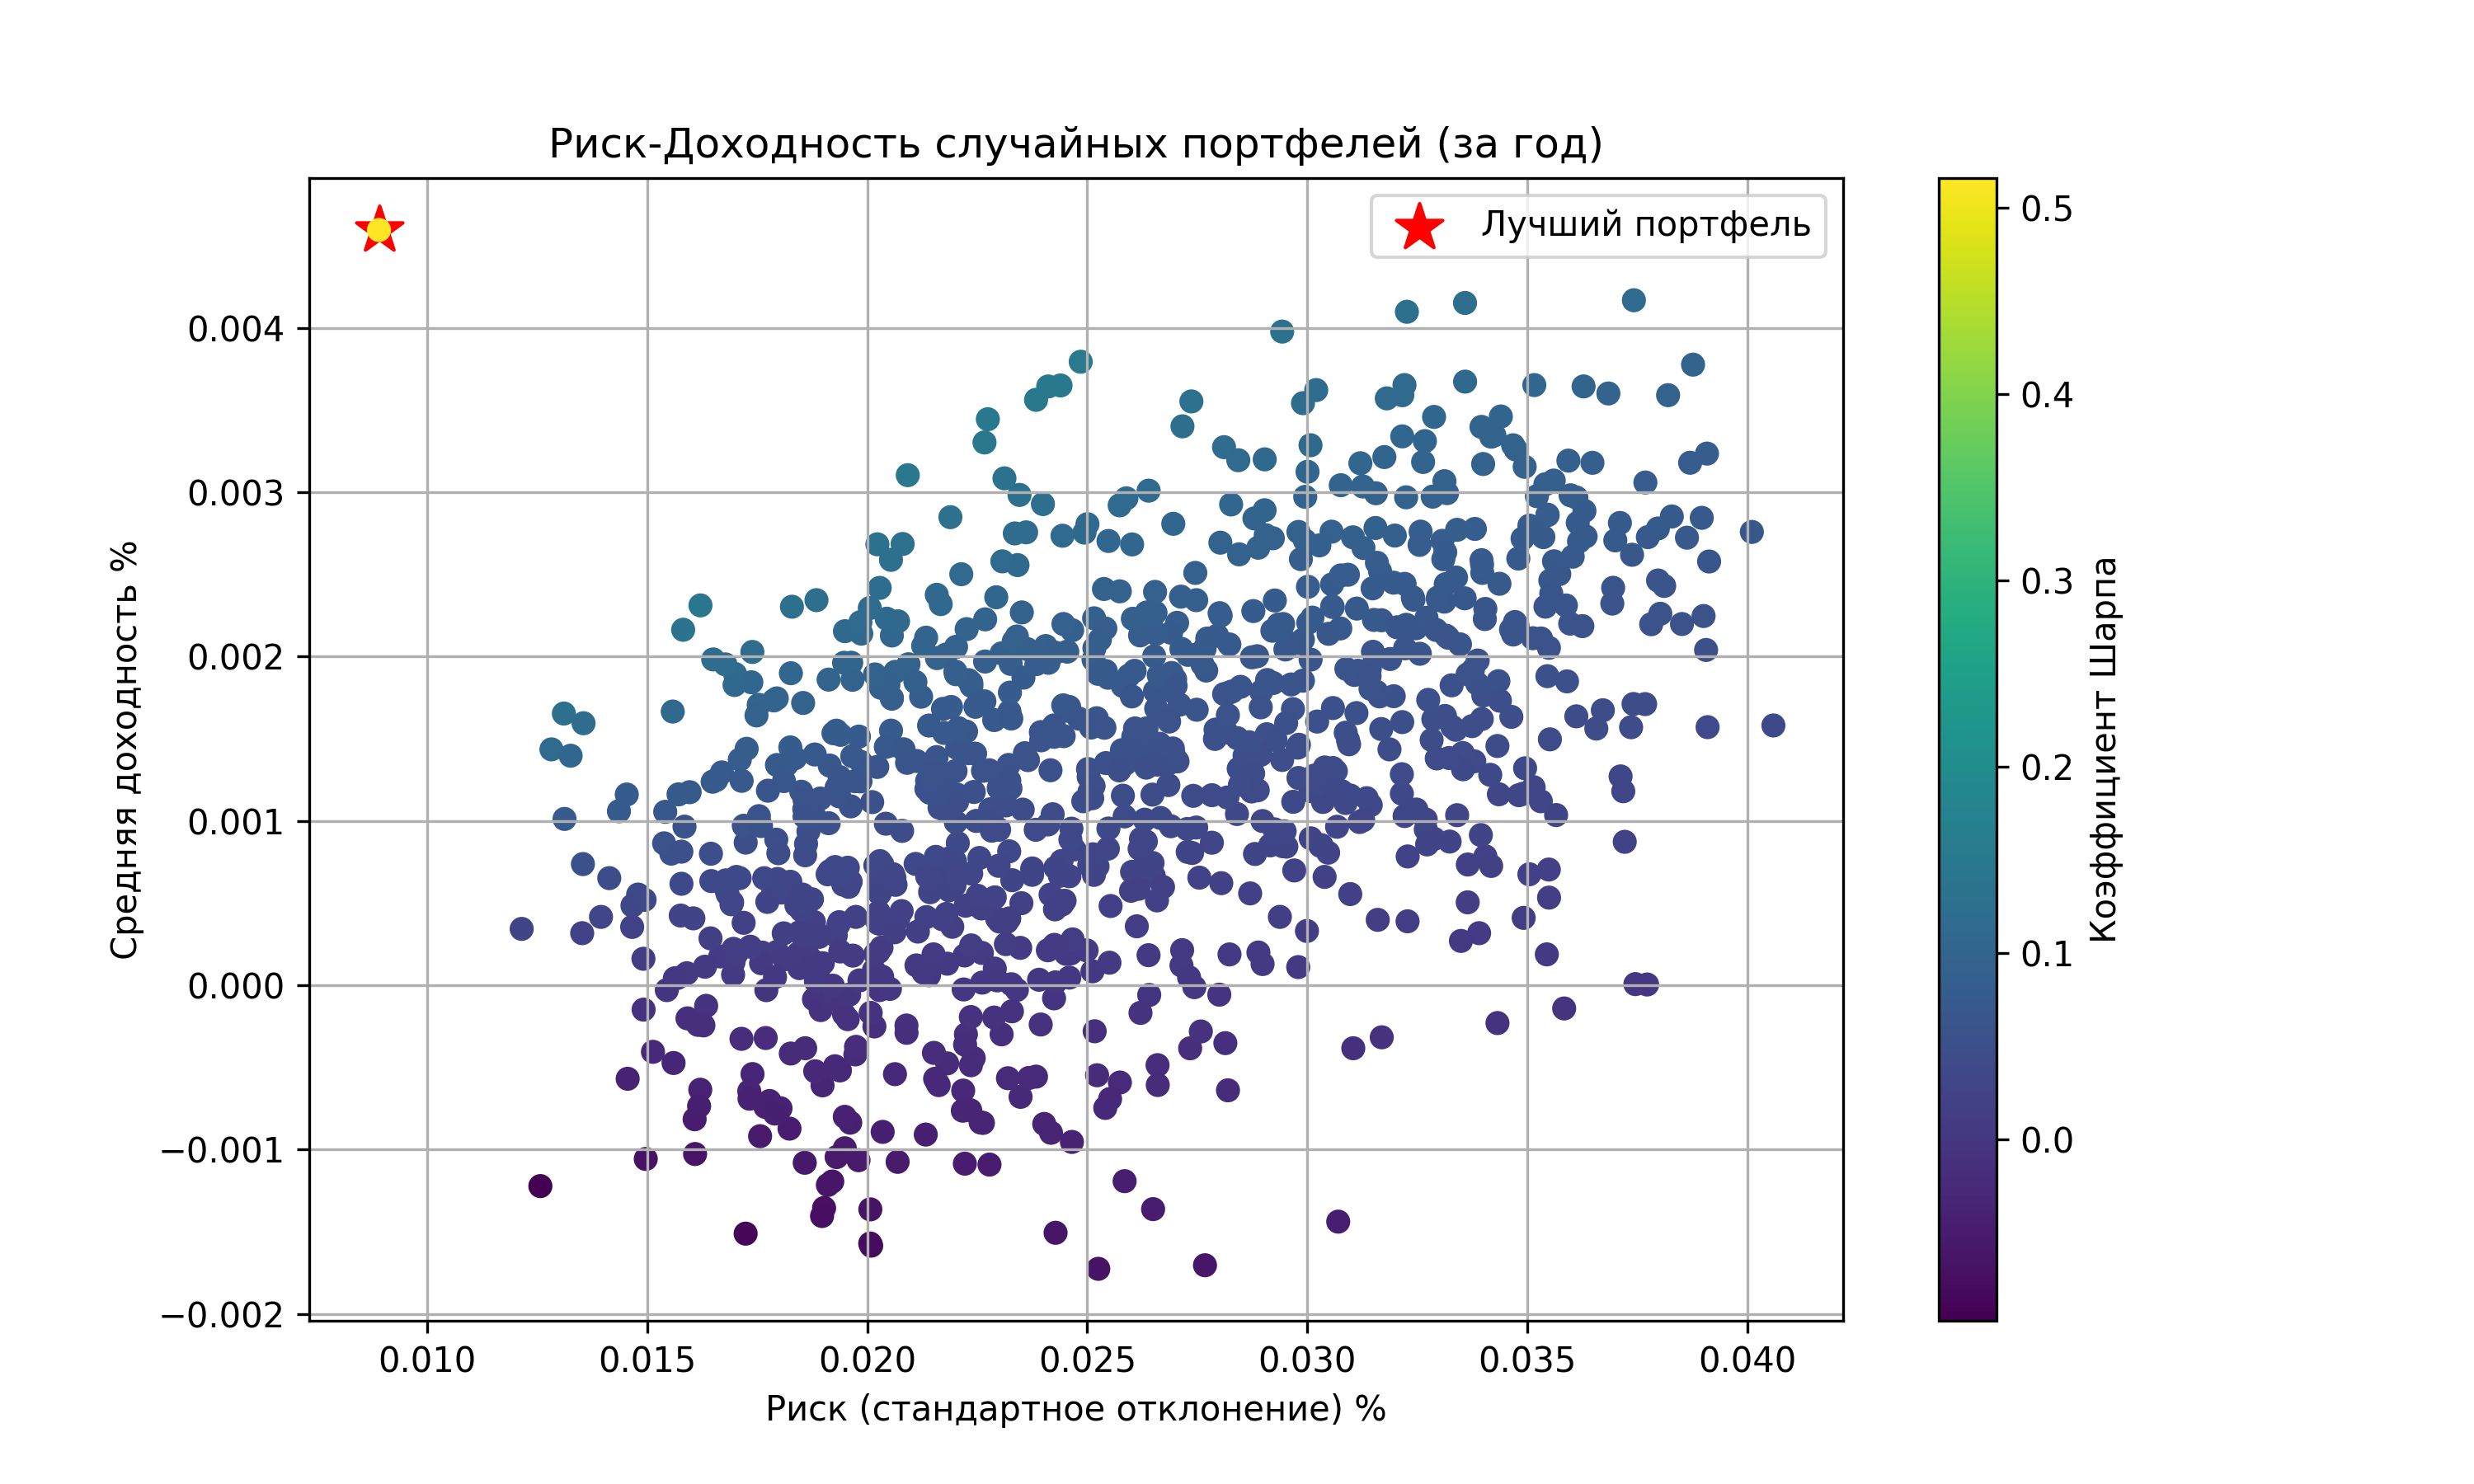 Риск-Доходность случайных портфелей (за год)
Лучший портфель
Средняя доходность %
0.004
0.003
0.002
0.001
0.000
−0.001
−0.002
0.010 0.015 0.020 0.025 0.030 0.035 0.040
Риск (стандартное отклонение) %
0.5
0.4
0.3
0.2
0.1
0.0
Коэффициент Шарпа